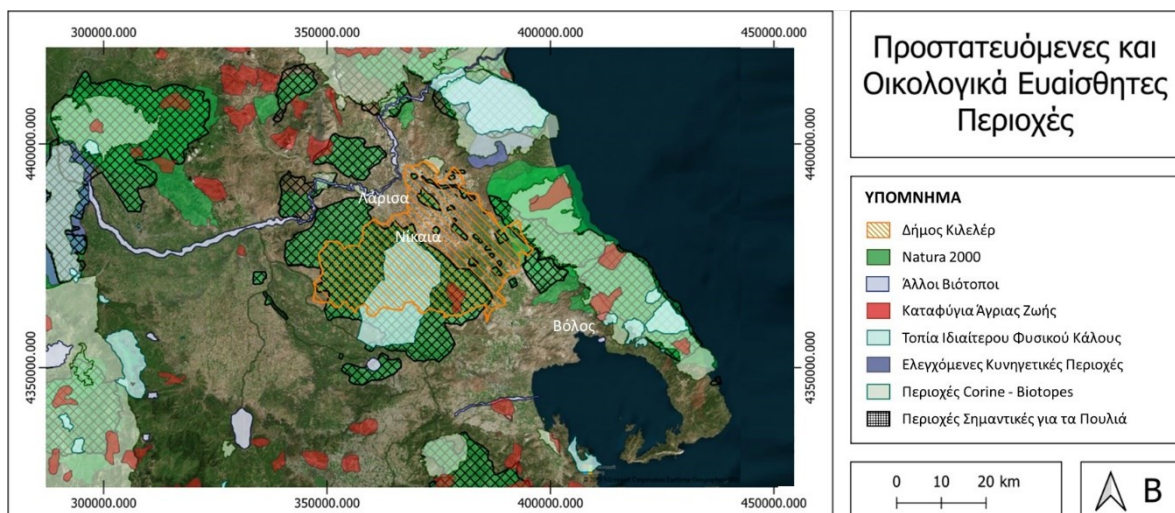 300000.000 350000.000 400000.000 450000.000
4400000.000 4400000.000
4350000.000 4350000.000
Λάρισα
Νίκαια
Βόλος
300000.000 350000.000 400000.000 450000.000
Προστατευόμενες και
Οικολογικά Ευαίσθητες
Περιοχές
ΥΠΟΜΝΗΜΑ
Δήμος Κιλελέρ
Natura 2000
Άλλοι Βιότοποι
Καταφύγια Άγριας Ζωής
Τοπία Ιδιαίτερου Φυσικού Κάλους
Ελεγχόμενες Κυνηγετικές Περιοχές
Περιοχές Corine - Biotopes
Περιοχές Σημαντικές για τα Πουλιά
0 10 20 km
Β